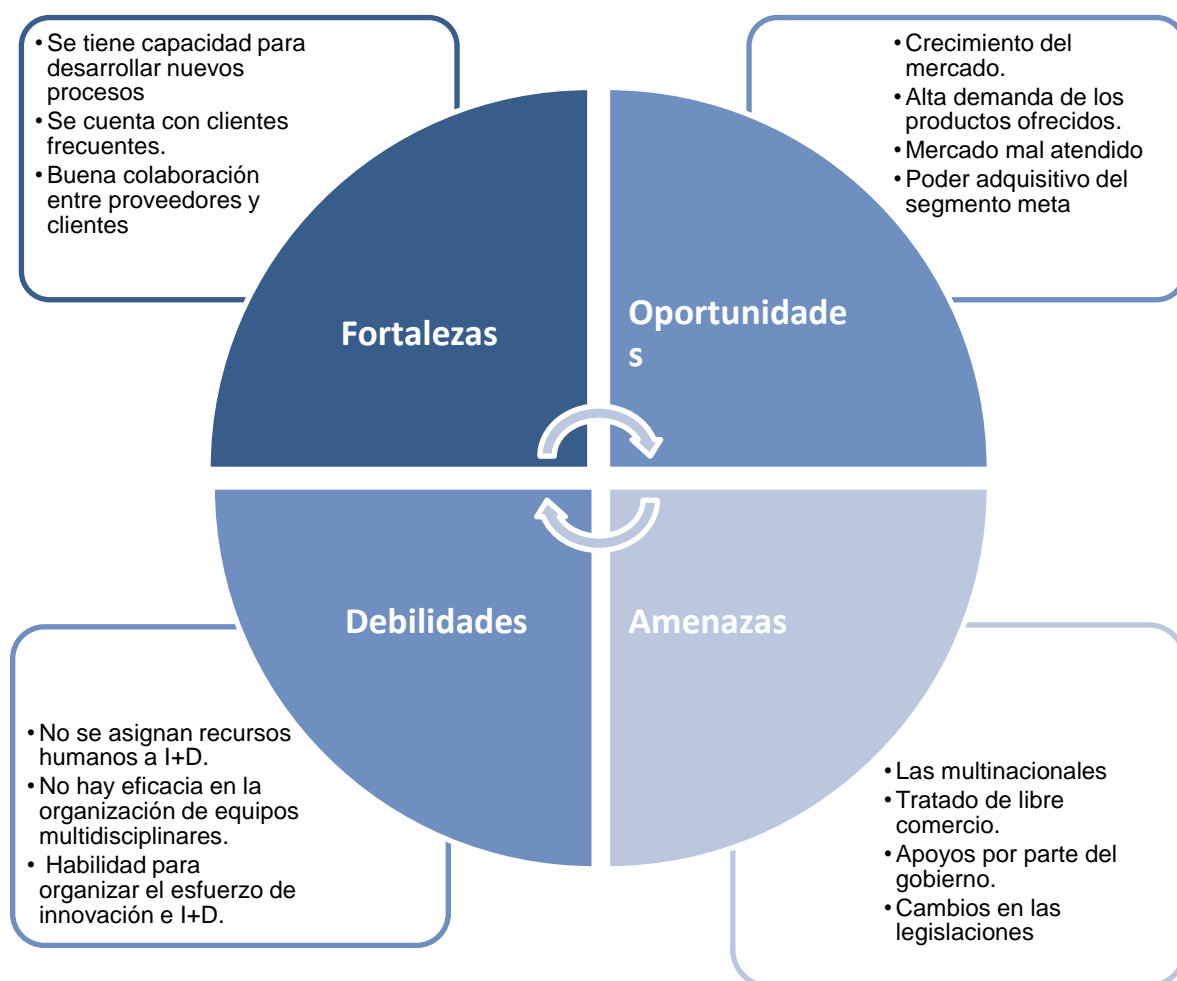 • Se tiene capacidad para
desarrollar nuevos
procesos
• Se cuenta con clientes
frecuentes.
• Buena colaboración
entre proveedores y
clientes
• Crecimiento del
mercado.
• Alta demanda de los
productos ofrecidos.
• Mercado mal atendido
• Poder adquisitivo del
segmento meta
Fortalezas
Oportunidade
s
Debilidades
Amenazas
• No se asignan recursos
humanos a I+D.
• No hay eficacia en la
organización de equipos
multidisciplinares.
• Habilidad para
organizar el esfuerzo de
innovación e I+D.
• Las multinacionales
• Tratado de libre
comercio.
• Apoyos por parte del
gobierno.
• Cambios en las
legislaciones